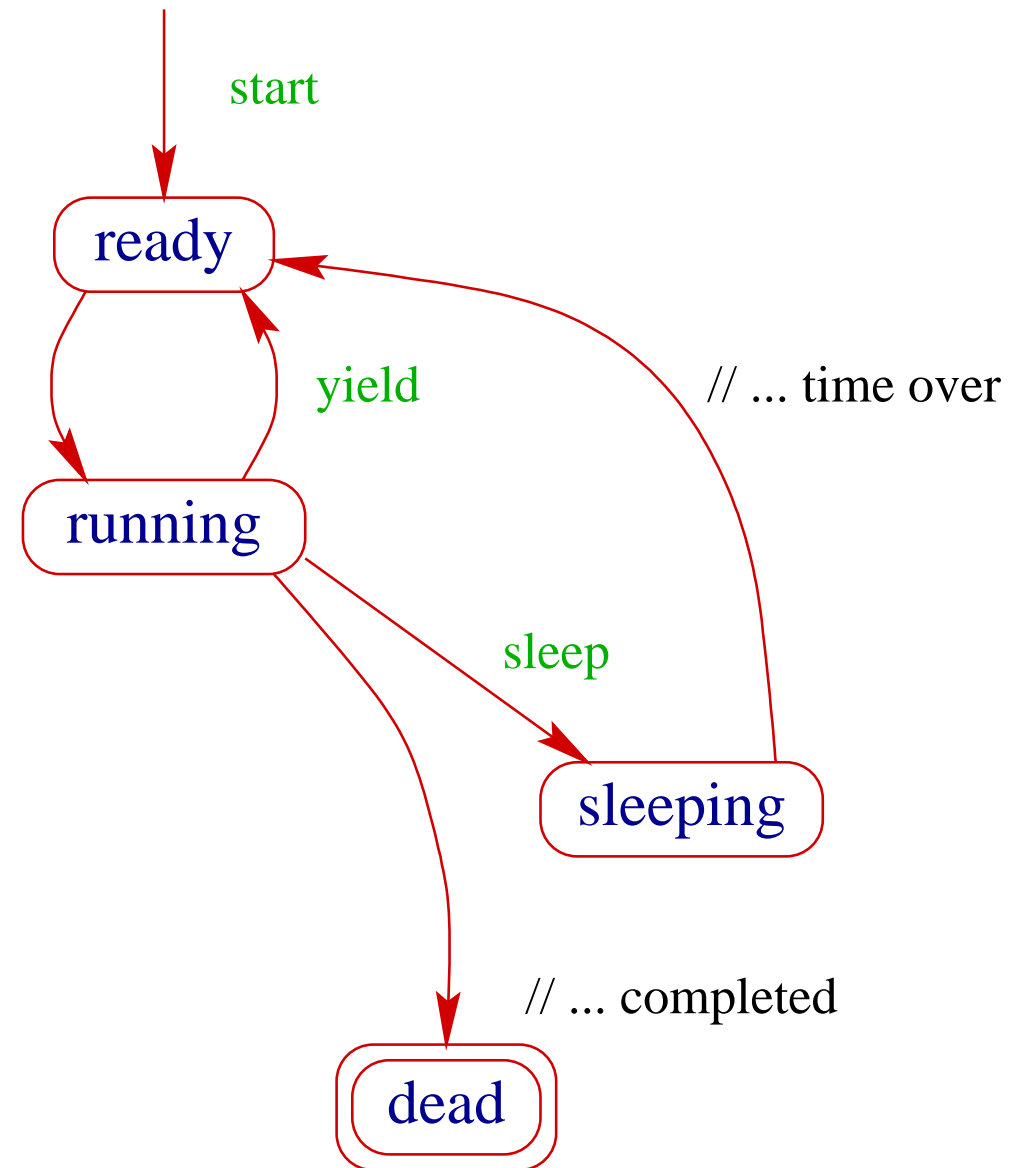 start
ready
yield
// ... time over
running
sleep
sleeping
// ... completed
dead